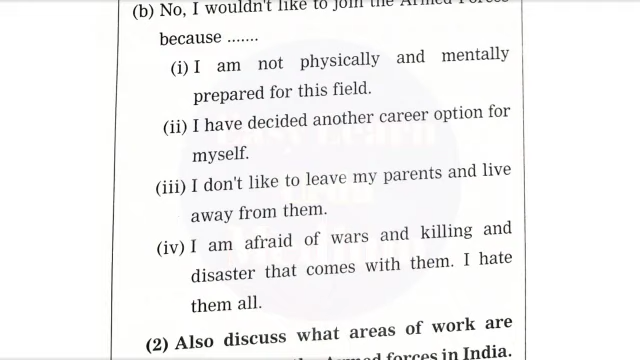 (b) No, I wouldn't like to join the Armed Forces
because .......
(i) I am not physically and mentally
prepared for this field.
(ii) I have decided another career option for
myself.
(iii) I don't like to leave my parents and live
away from them.
(iv) I am afraid of wars and killing and
disaster that comes with them. I hate
them all.
(2) Also discuss what areas of work are
the Armed forces in India.